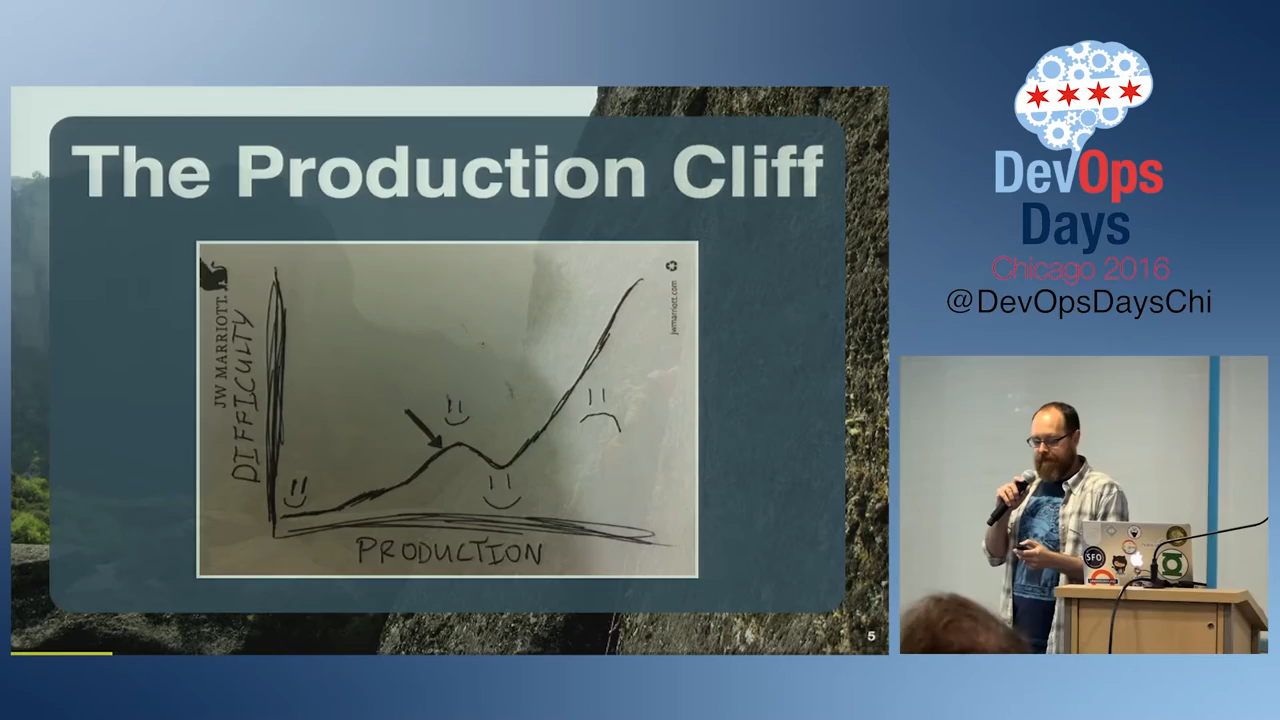 The Production Cliff
JW MARRIOTT
DIFFICULTY
jwmarriott.com
PRODUCTION
5
DevOps
Days
Chicago 2016
@DevOpsDaysChi
SFO